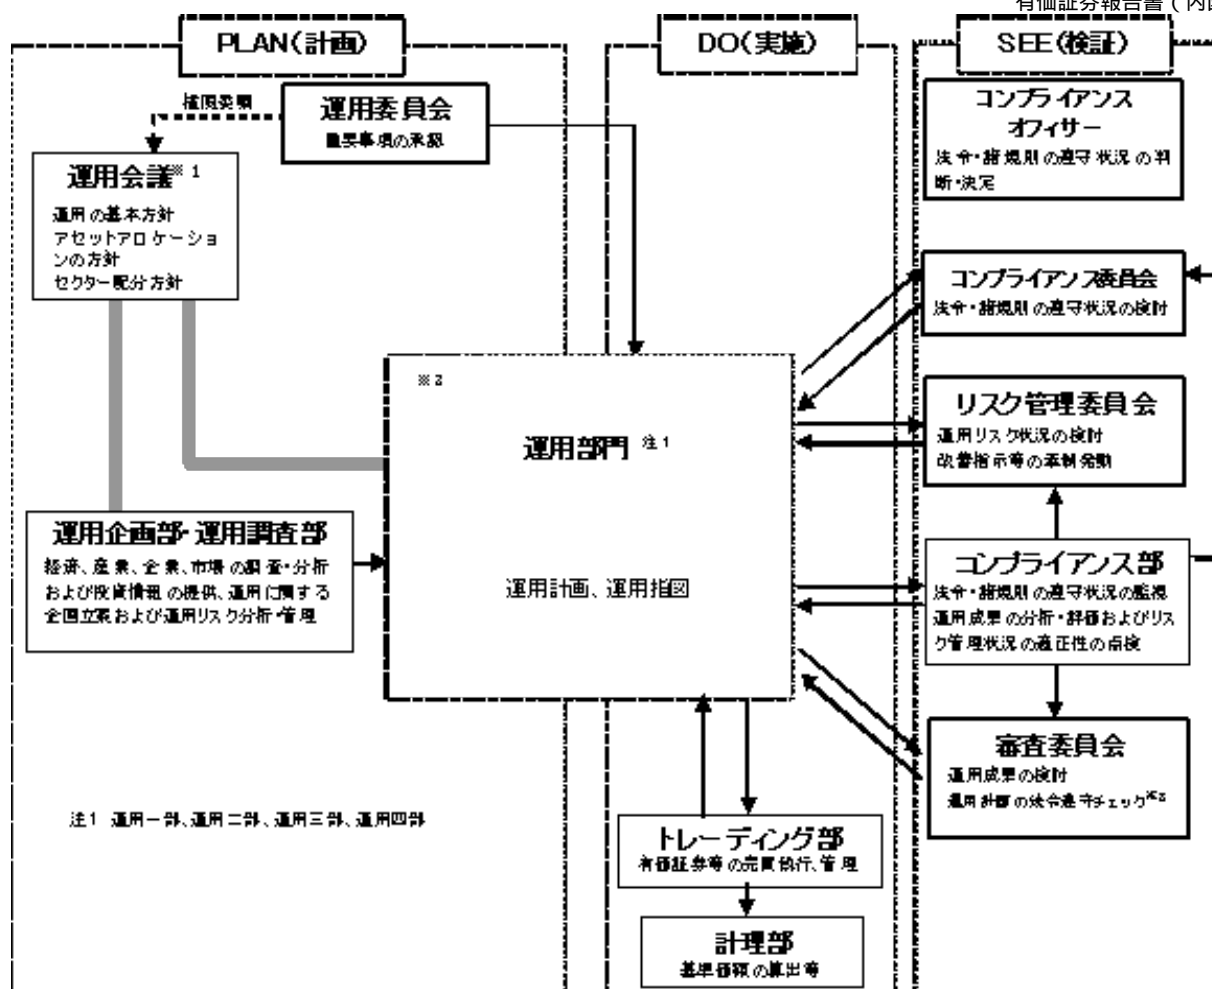 有価証券報告書(内国
PLAN(計画)
DO(実施)
SEE(検証)
権限委嘱
運用委員会
重要事項の承認
運用会議※1
運用の基本方針
アセットアロケーショ
ンの方針
セクター配分方針
※2
運用部門 注1
運用計画、運用指図
運用企画部・運用調査部
経済、産業、企業、市場の調査・分析
および投資情報の提供、運用に関する
企画立案および運用リスク分析・管理
注1 運用一部、運用二部、運用三部、運用四部
トレーディング部
有価証券等の売買執行、管理
計理部
基準価額の算出等
コンプライアンス
オフィサー
法令・諸規則の遵守状況の判
断・決定
コンプライアンス委員会
法令・諸規則の遵守状況の検討
リスク管理委員会
運用リスク状況の検討
改善指示等の牽制発動
コンプライアンス部
法令・諸規則の遵守状況の監視
運用成果の分析・評価およびリス
ク管理状況の適正性の点検
審査委員会
運用成果の検討
運用計画の法令遵守チェック※2